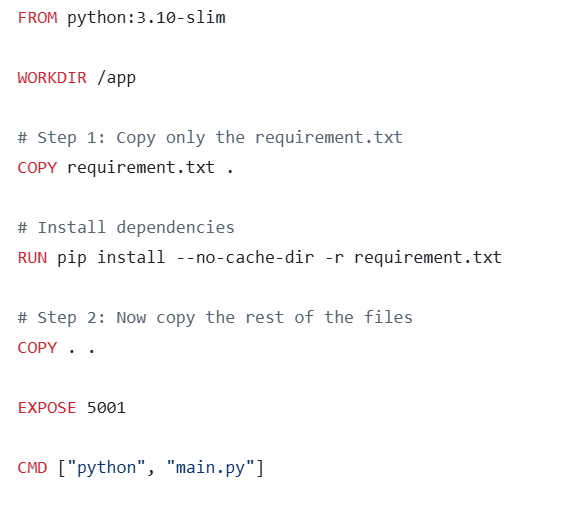 FROM python:3.10-slim
WORKDIR /app
# Step 1: Copy only the requirement.txt
COPY requirement.txt .
# Install dependencies
RUN pip install --no-cache-dir -r requirement.txt
# Step 2: Now copy the rest of the files
COPY . .
EXPOSE 5001
CMD ["python", "main.py"]